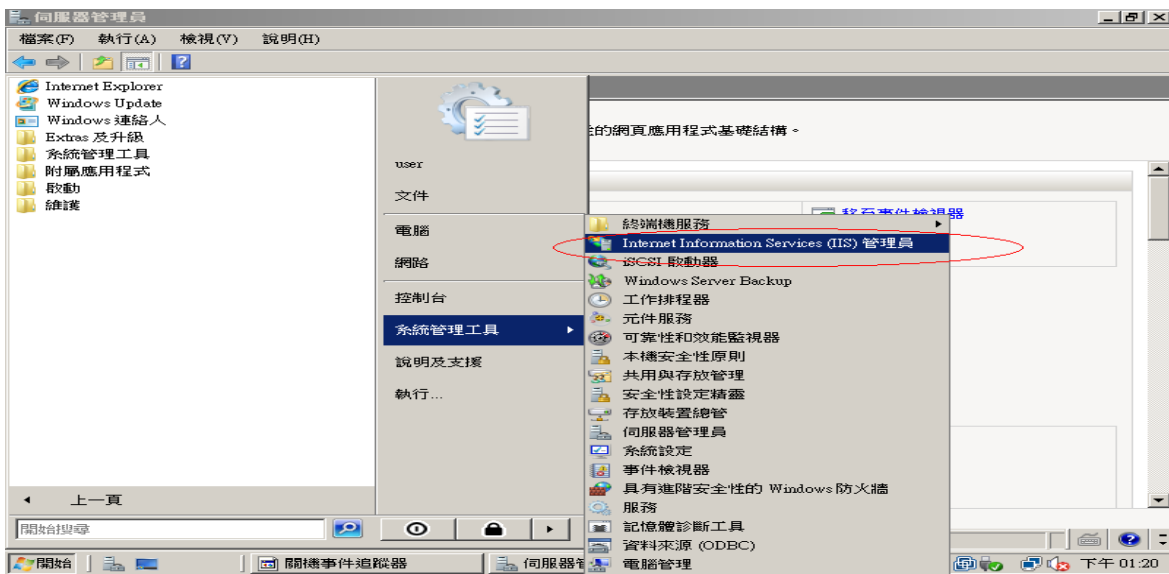 伺服器管理員
檔案(F) 執行(A) 檢視(V) 說明(H)
Internet Explorer
Windows Update
Windows 連絡人
Extras 及升級
系統管理工具
附屬應用程式
啟動
維護
上一頁
開始搜尋
user
文件
電腦
網路
控制台
系統管理工具
說明及支援
執行...
的網頁應用程式基礎結構。
移至事件檢視器
終端機服務
Internet Information Services (IIS) 管理員
iSCSI 啟動器
Windows Server Backup
工作排程器
元件服務
可靠性和效能監視器
本機安全性原則
共用與存放管理
安全性設定精靈
存放裝置總管
伺服器管理員
系統設定
事件檢視器
具有進階安全性的 Windows 防火牆
服務
記憶體診斷工具
資料來源 (ODBC)
電腦管理
開始 關機事件追蹤器 伺服器 下午 01:20